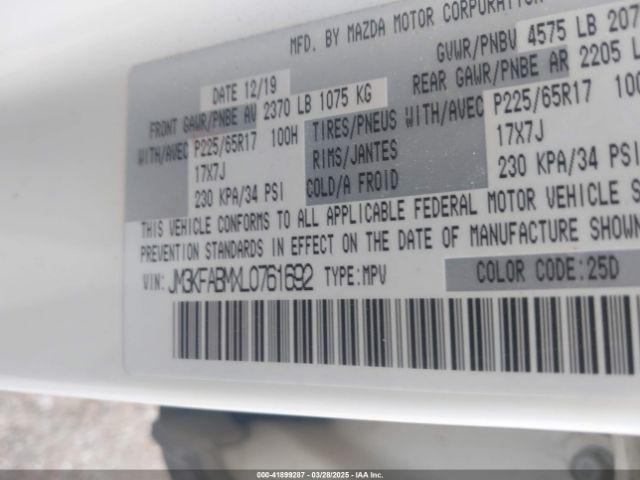 MFD. BY MAZDA MOTOR CORPORATION
DATE 12/19
GVWR/PNBV 4575 LB 207
FRONT GAWR/PNBE AV 2370 LB 1075 KG
REAR GAWR/PNBE AR 2205 L
WITH/AVEC P225/65R17 100H
TIRES/PNEUS WITH/AVEC P225/65R17 100
17X7J
RIMS/JANTES
17X7J
230 KPA/34 PSI
COLD/A FROID
230 KPA/34 PSI
THIS VEHICLE CONFORMS TO ALL APPLICABLE FEDERAL MOTOR VEHICLE S
PREVENTION STANDARDS IN EFFECT ON THE DATE OF MANUFACTURE SHOWN
VIN: JM3KFABMXL0761692 TYPE:MPV
COLOR CODE:25D
000-41899287 - 03/28/2025 - IAA Inc.